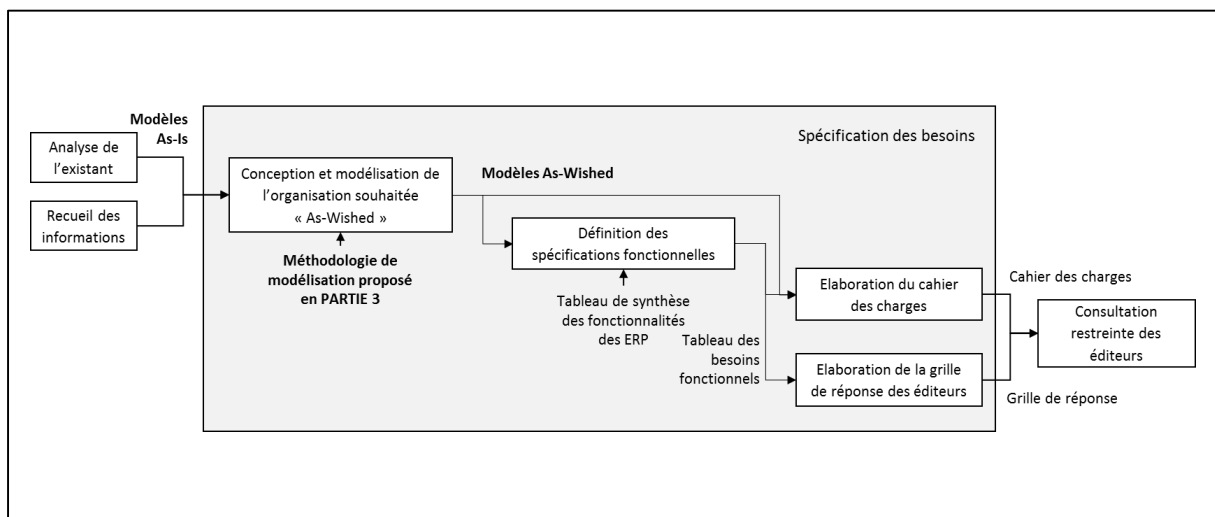 Spécification des besoins
Modèles
As-Is
Analyse de
l’existant
Recueil des
informations
Conception et modélisation de
l’organisation souhaitée
« As-Wished »
Méthodologie de
modélisation proposé
en PARTIE 3
Modèles As-Wished
Définition des
spécifications fonctionnelles
Tableau de synthèse
des fonctionnalités
des ERP
Tableau des
besoins
fonctionnels
Elaboration du cahier
des charges
Elaboration de la grille
de réponse des éditeurs
Cahier des charges
Consultation
restreinte des
éditeurs
Grille de réponse